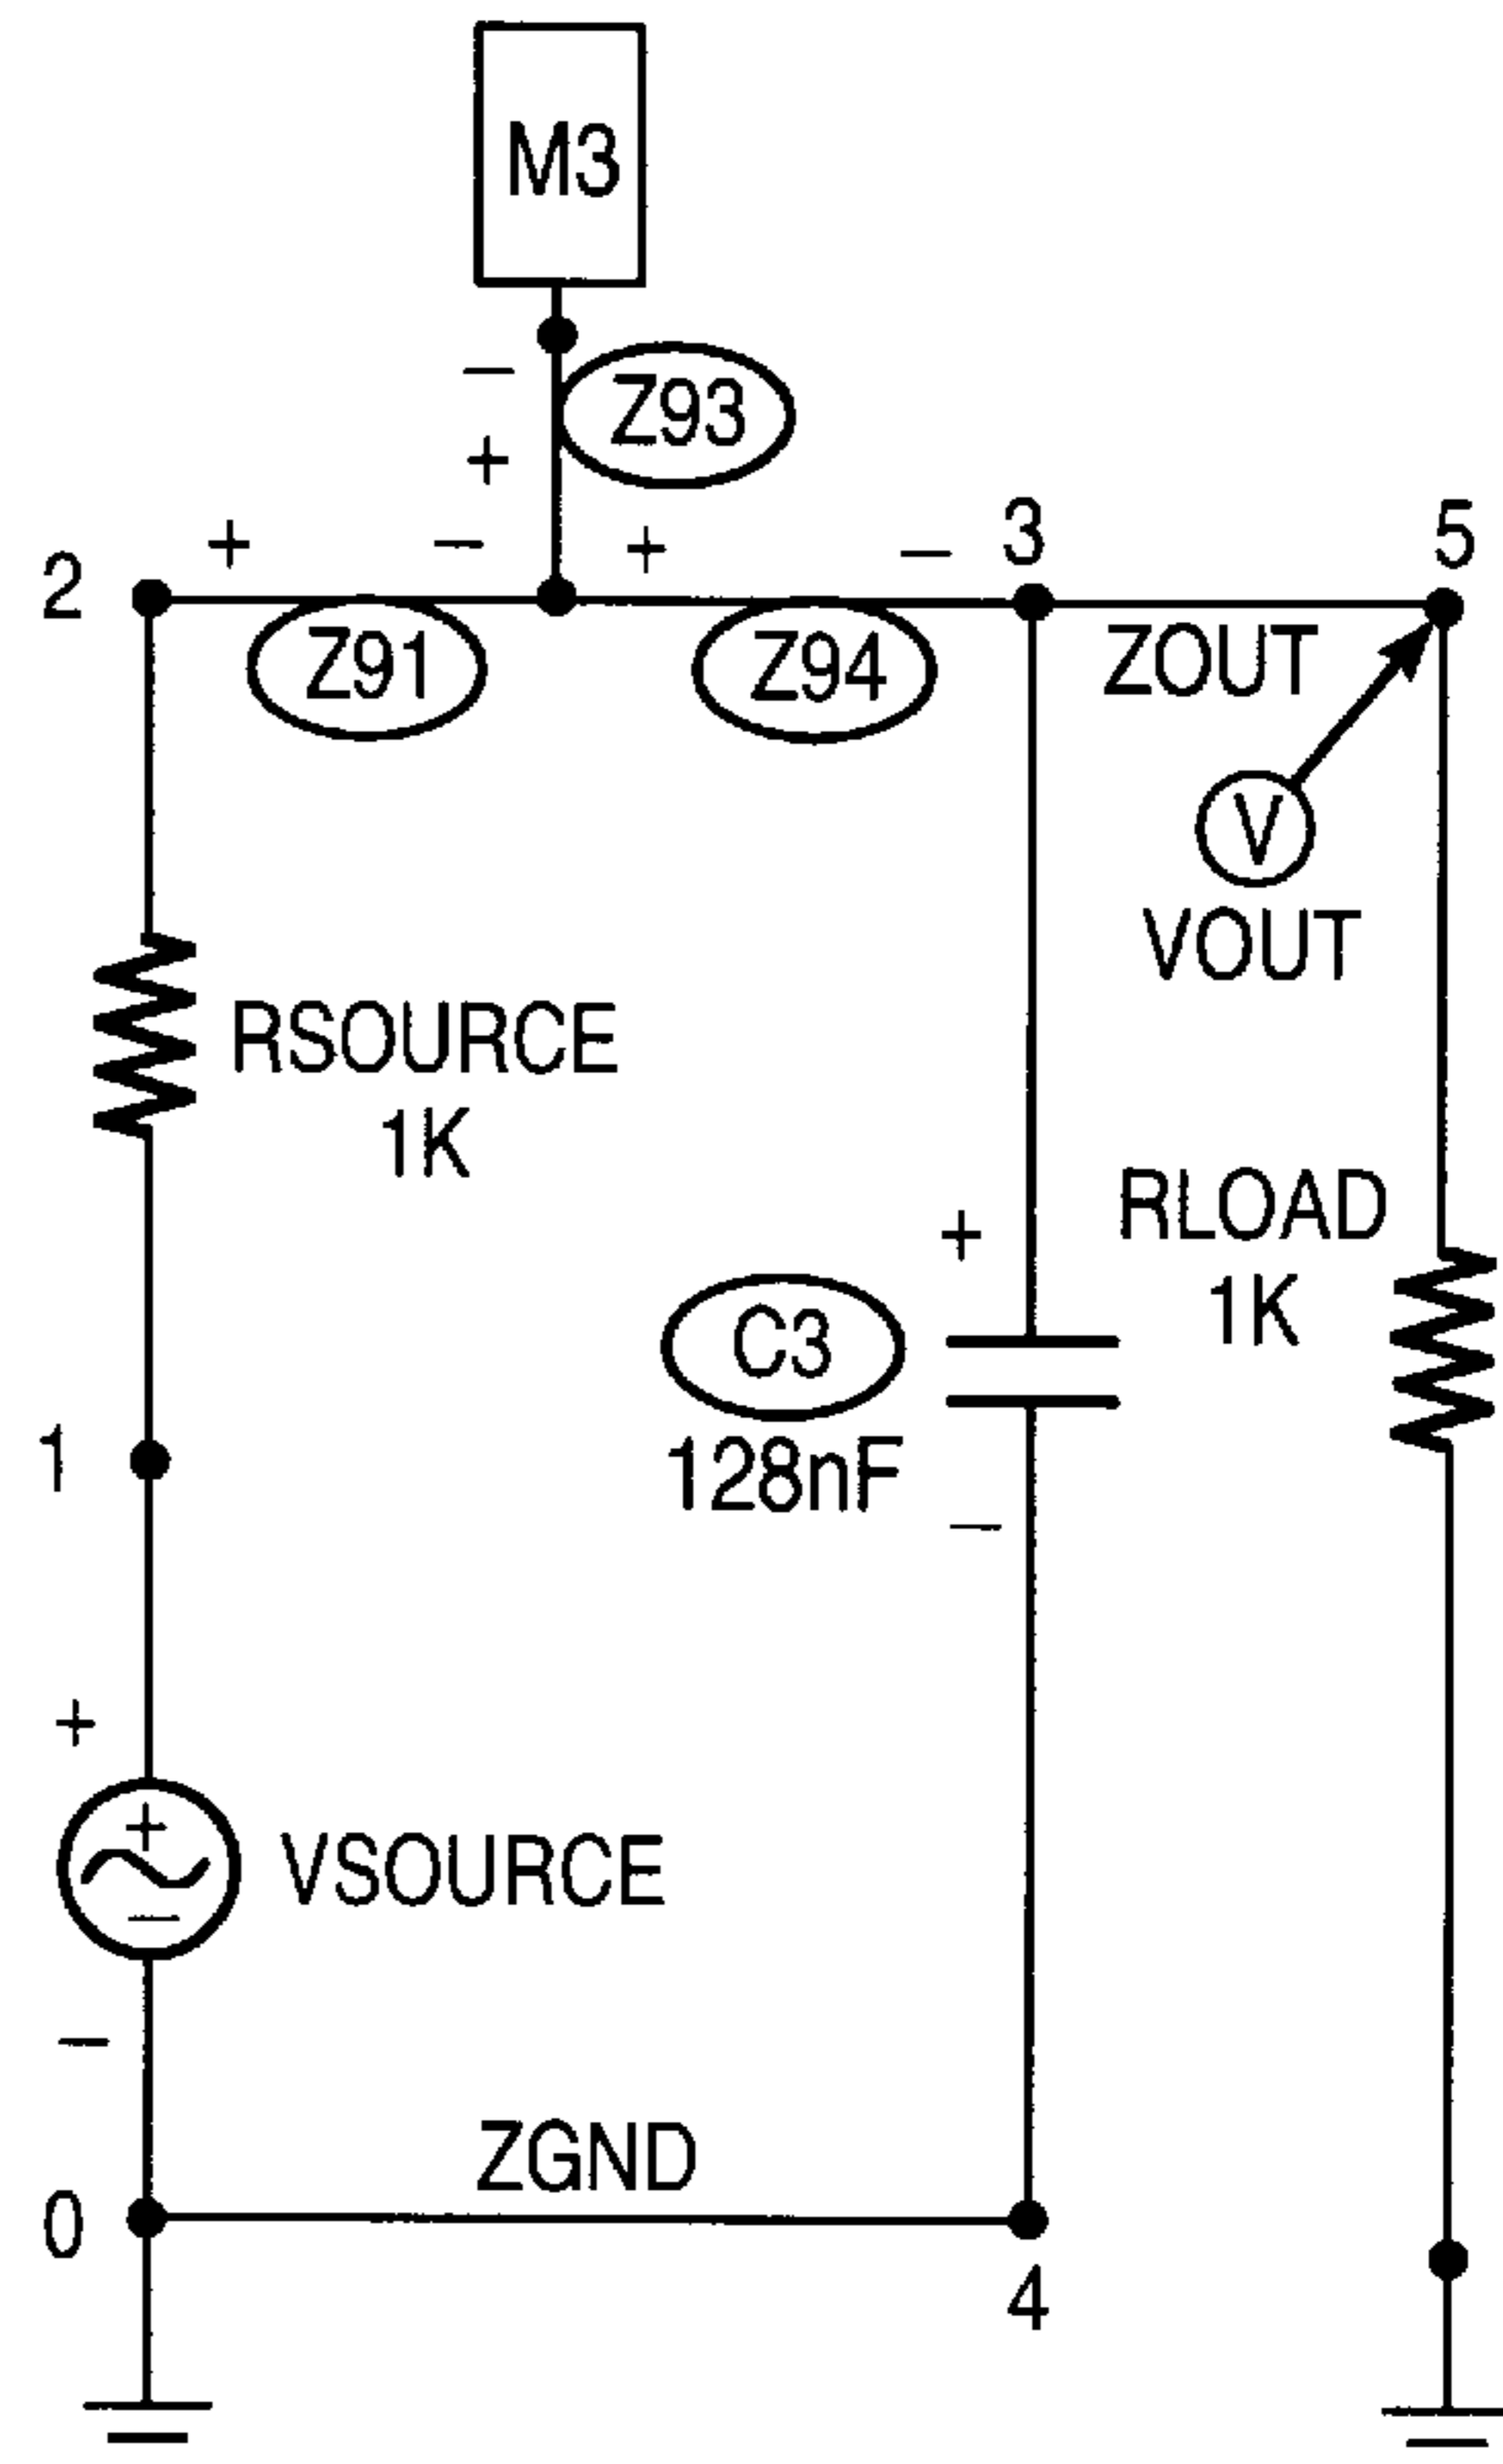 M3
−
Z93
+
2
+
−
+
−
3
5
Z91
Z94
ZOUT
V
VOUT
RSOURCE
1K
+
RLOAD
1K
C3
128nF
−
1
+
+
VSOURCE
−
−
ZGND
0
4